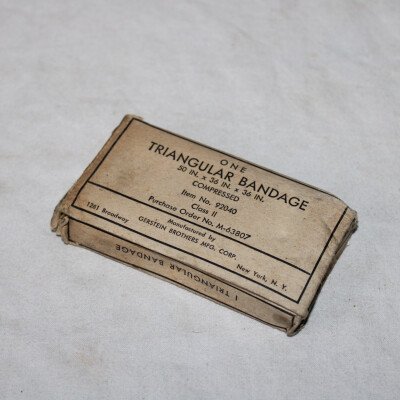 ONE
TRIANGULAR BANDAGE
50 IN. x 36 IN. x 36 IN.
COMPRESSED
Item No. 92040
Class II
Purchase Order No. M-63807
Manufactured by
GERSTEIN BROTHERS MFG. CORP.
1261 Broadway New York, N. Y.
1 TRIANGULAR BANDAGE